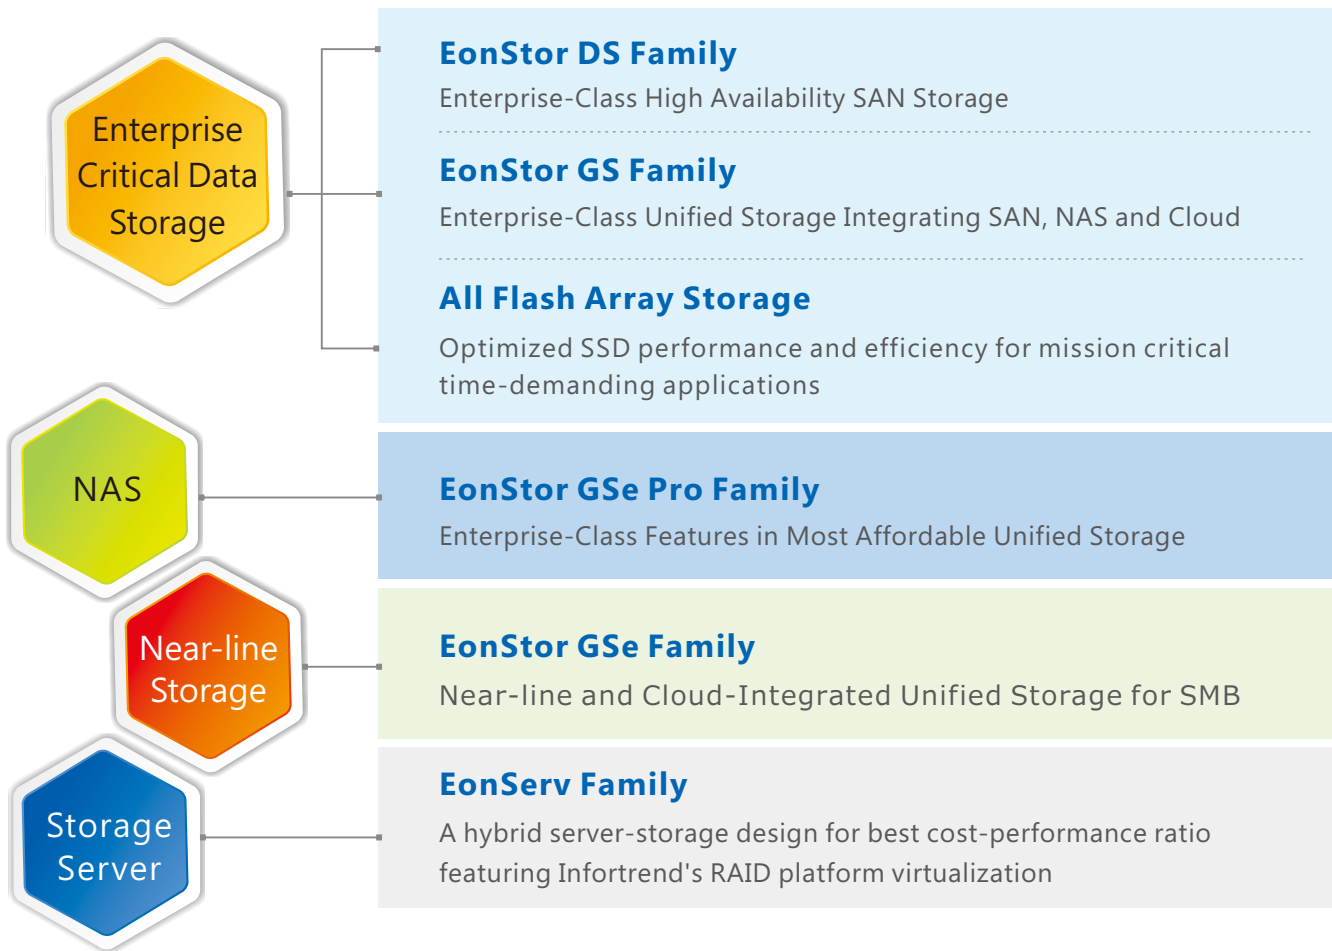 Enterprise
Critical Data
Storage
EonStor DS Family
Enterprise-Class High Availability SAN Storage
EonStor GS Family
Enterprise-Class Unified Storage Integrating SAN, NAS and Cloud
All Flash Array Storage
Optimized SSD performance and efficiency for mission critical
time-demanding applications
NAS
EonStor GSe Pro Family
Enterprise-Class Features in Most Affordable Unified Storage
Near-line
Storage
EonStor GSe Family
Near-line and Cloud-Integrated Unified Storage for SMB
Storage
Server
EonServ Family
A hybrid server-storage design for best cost-performance ratio
featuring Infortrend's RAID platform virtualization